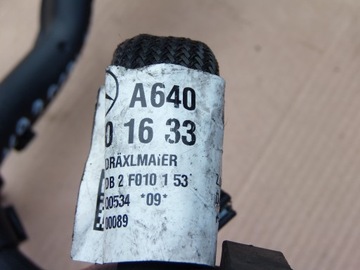 A640
0 16 33
DRÄXLMAIER
DB 2 F010 1 53
00534 *09*
00089